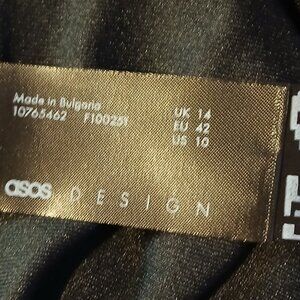 Made in Bulgaria
10765462 F100251
UK 14
EU 42
US 10
asos DESIGN